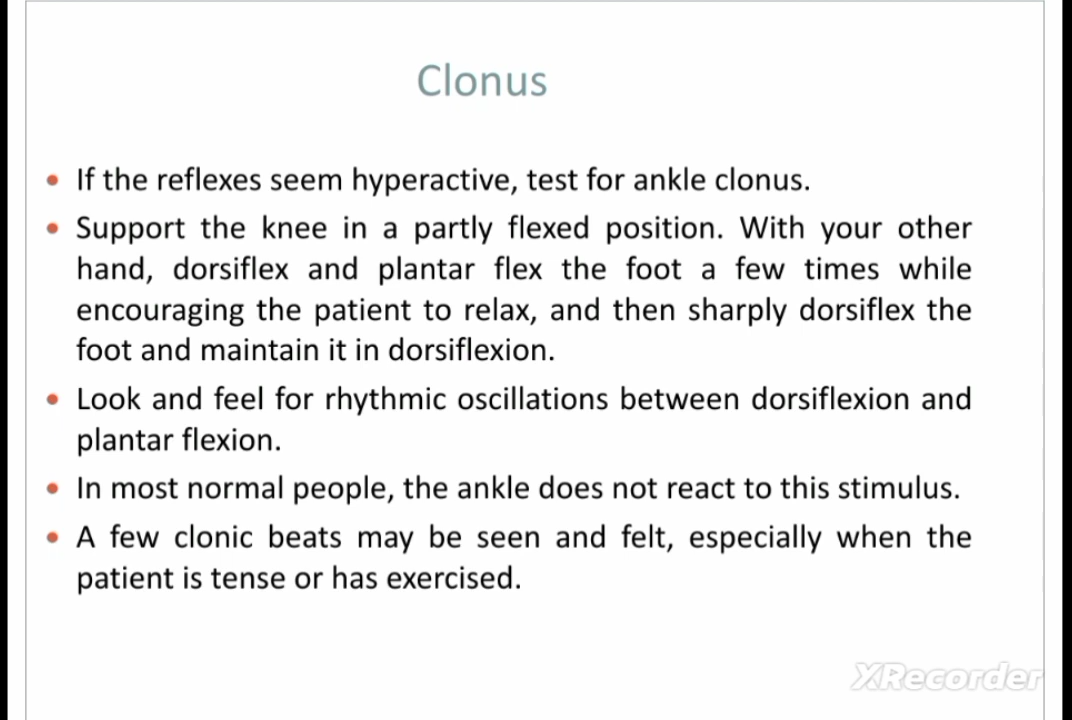 Clonus
• If the reflexes seem hyperactive, test for ankle clonus.
• Support the knee in a partly flexed position. With your other
hand, dorsiflex and plantar flex the foot a few times while
encouraging the patient to relax, and then sharply dorsiflex the
foot and maintain it in dorsiflexion.
• Look and feel for rhythmic oscillations between dorsiflexion and
plantar flexion.
• In most normal people, the ankle does not react to this stimulus.
• A few clonic beats may be seen and felt, especially when the
patient is tense or has exercised.
XRecorder